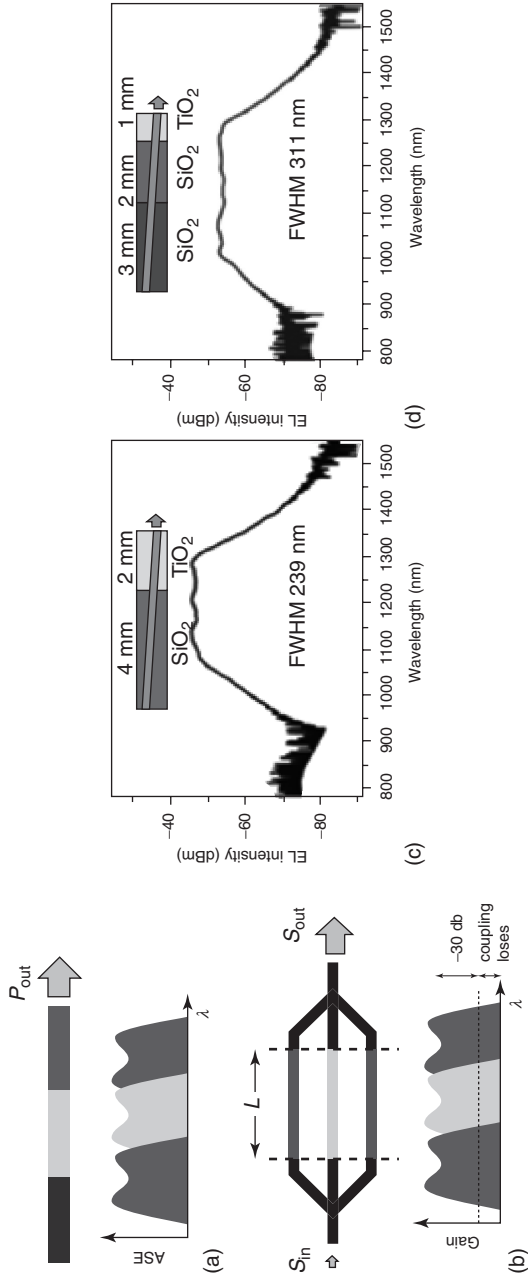 P_out
ASE
λ
(a)
L
S_in
S_out
Gain
~30 db
coupling
loses
λ
(b)
4 mm 2 mm
SiO₂ TiO₂
FWHM 239 nm
EL intensity (dBm)
−40
−60
−80
800 900 1000 1100 1200 1300 1400 1500
Wavelength (nm)
(c)
3 mm 2 mm 1 mm
SiO₂ SiO₂ TiO₂
FWHM 311 nm
EL intensity (dBm)
−40
−60
−80
800 900 1000 1100 1200 1300 1400 1500
Wavelength (nm)
(d)